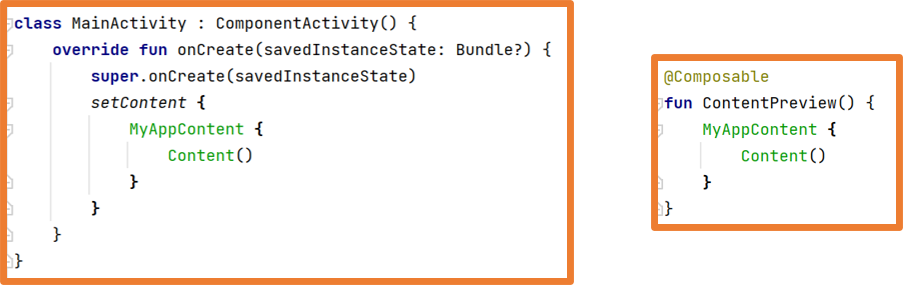 class MainActivity : ComponentActivity() {
    override fun onCreate(savedInstanceState: Bundle?) {
        super.onCreate(savedInstanceState)
        setContent {
            MyAppContent {
                Content()
            }
        }
    }
}
@Composable
fun ContentPreview() {
    MyAppContent {
        Content()
    }
}